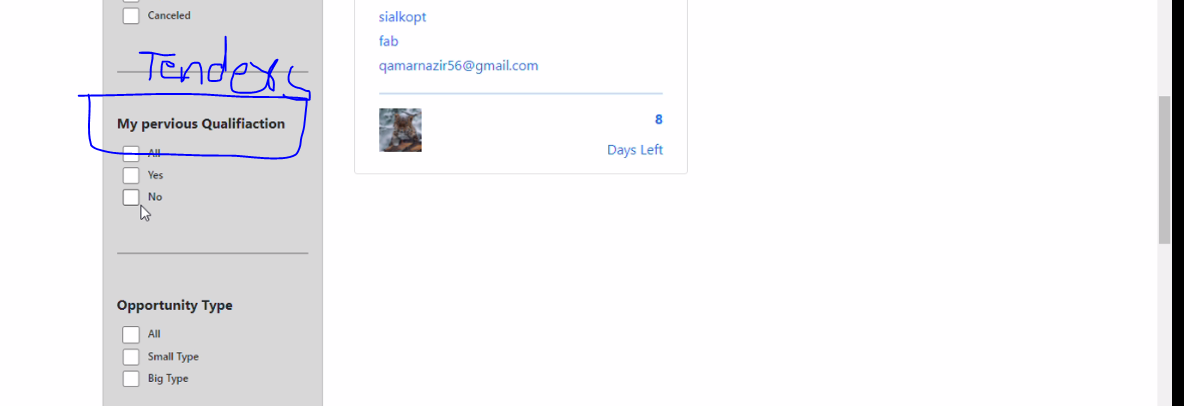 Canceled
Tenders
My pervious Qualifiaction
All
Yes
No
Opportunity Type
All
Small Type
Big Type
sialkopt
fab
qamarnazir56@gmail.com
8
Days Left